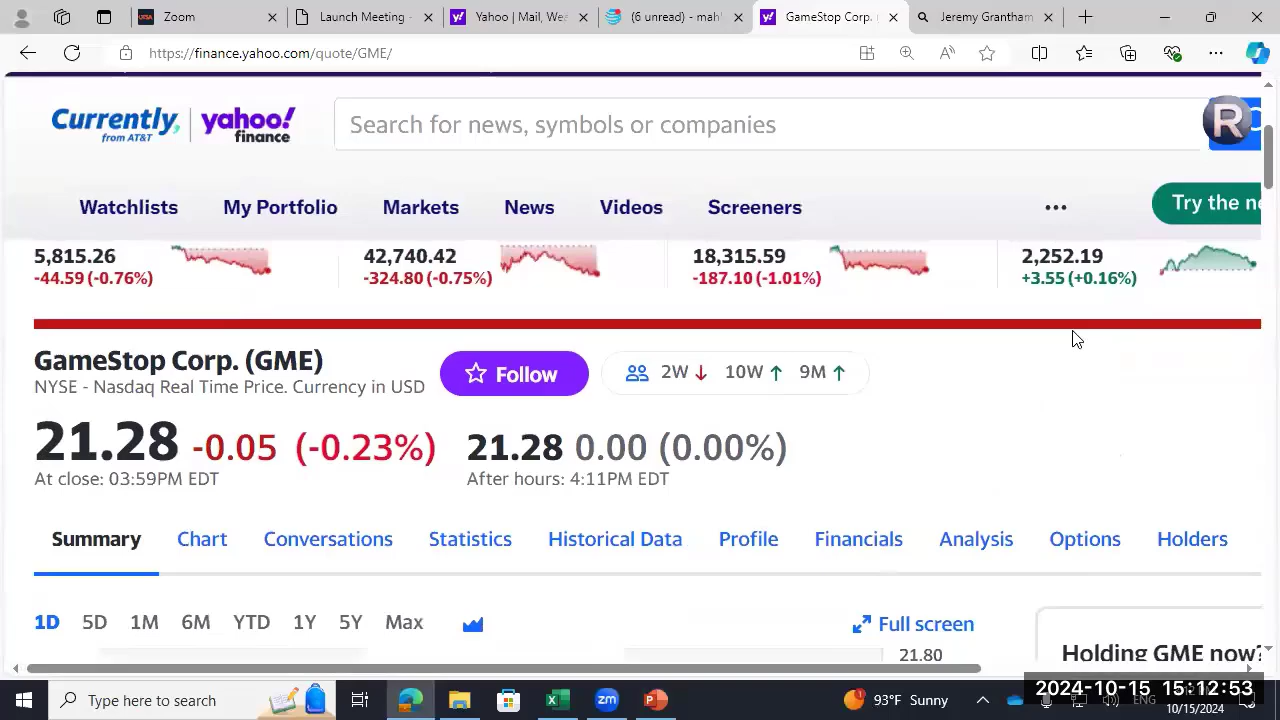 Zoom
Launch Meeting -
Yahoo | Mail, We
(6 unread) - mail
GameStop Corp. (
Jeremy Grantham
https://finance.yahoo.com/quote/GME/
Currently,
from AT&T
yahoo!
finance
Search for news, symbols or companies
R
Watchlists My Portfolio Markets News Videos Screeners
Try the ne
5,815.26 42,740.42 18,315.59 2,252.19
-44.59 (-0.76%) -324.80 (-0.75%) -187.10 (-1.01%) +3.55 (+0.16%)
GameStop Corp. (GME)
NYSE - Nasdaq Real Time Price. Currency in USD
Follow
2W 10W 9M
21.28 -0.05 (-0.23%) 21.28 0.00 (0.00%)
At close: 03:59PM EDT After hours: 4:11PM EDT
Summary Chart Conversations Statistics Historical Data Profile Financials Analysis Options Holders
1D 5D 1M 6M YTD 1Y 5Y Max
Full screen
21.80
Holding GME now?
Type here to search
93°F Sunny
2024-10-15 15:12:53
ENG
10/15/2024